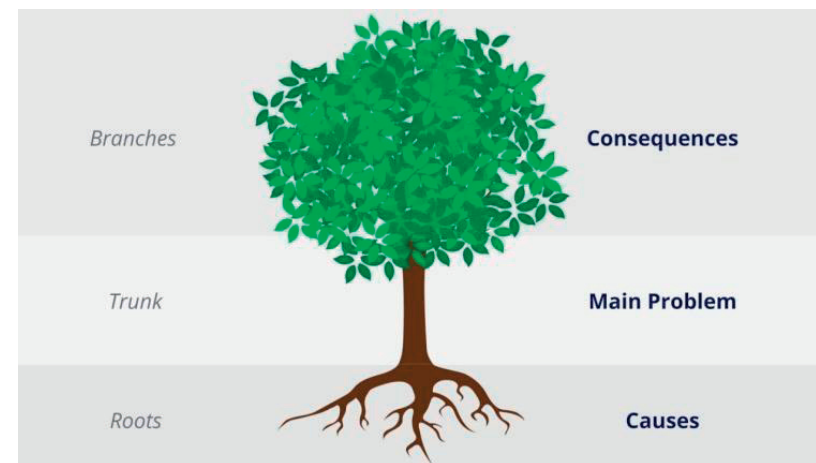 Branches
Consequences
Trunk
Main Problem
Roots
Causes